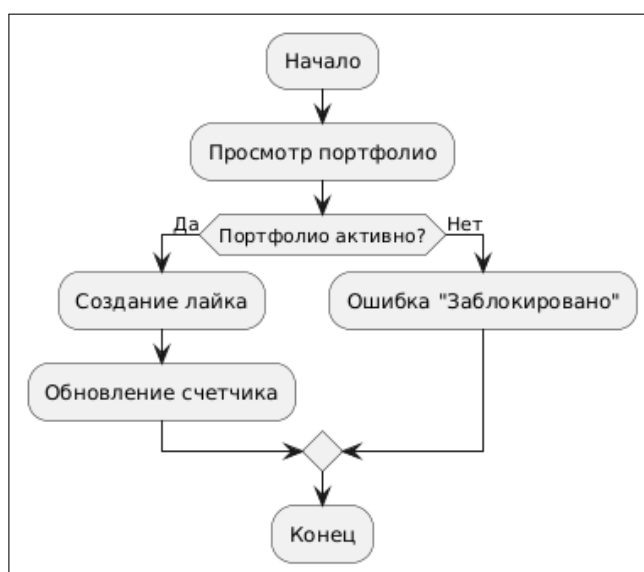 Начало
Просмотр портфолио
Да
Портфолио активно?
Нет
Создание лайка
Ошибка "Заблокировано"
Обновление счетчика
Конец